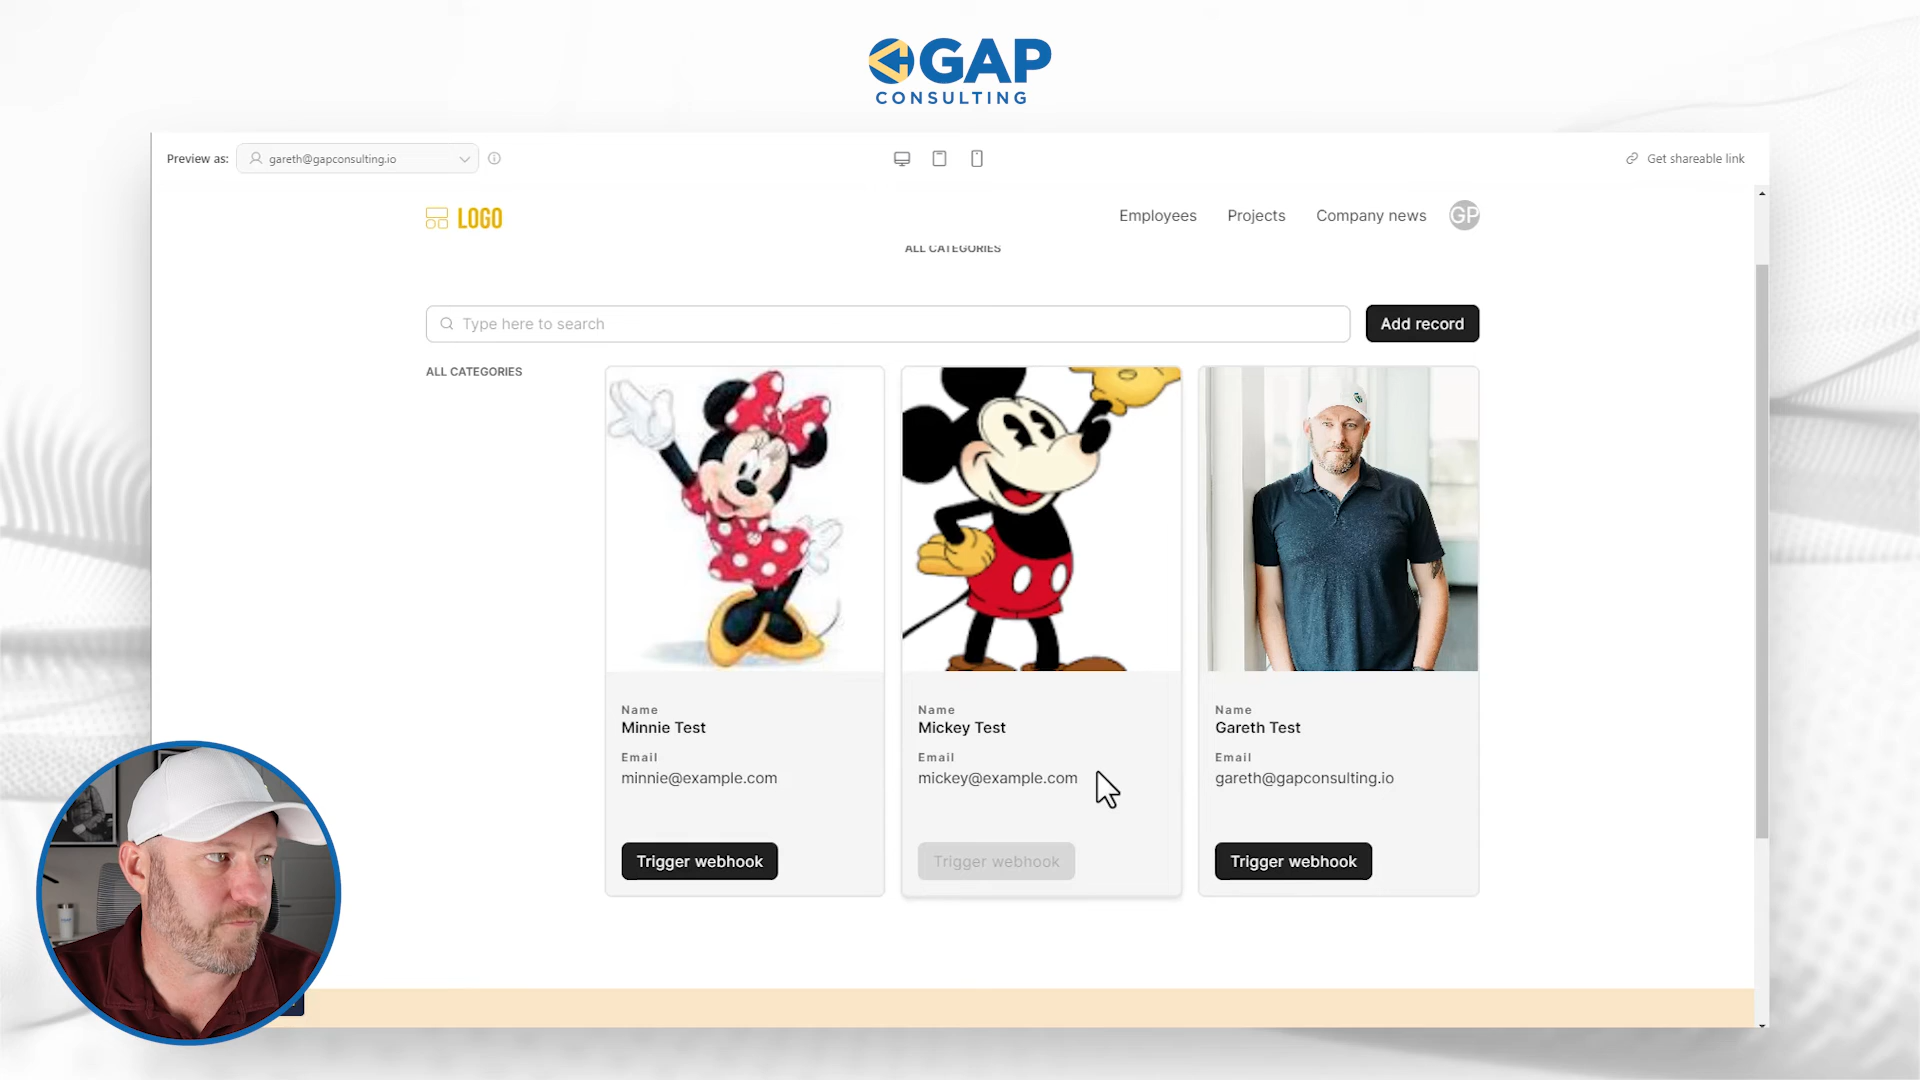 GAP
CONSULTING
Preview as: gareth@gapconsulting.io
Get shareable link
LOGO
Employees Projects Company news GP
ALL CATEGORIES
Type here to search
Add record
ALL CATEGORIES
Name
Minnie Test
Email
minnie@example.com
Trigger webhook
Name
Mickey Test
Email
mickey@example.com
Trigger webhook
Name
Gareth Test
Email
gareth@gapconsulting.io
Trigger webhook